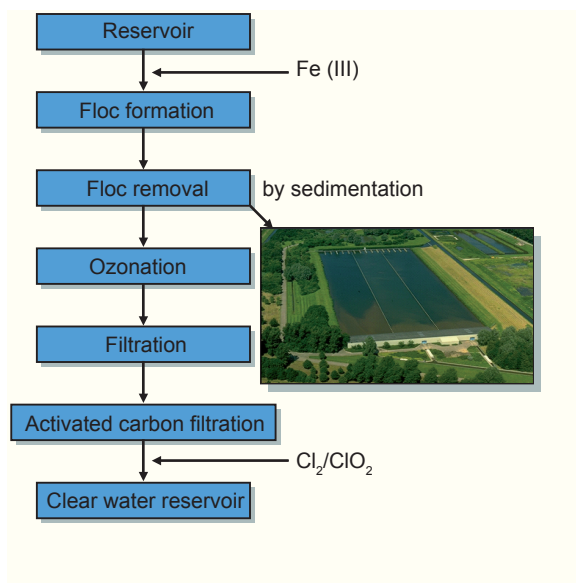 Reservoir
Fe (III)
Floc formation
Floc removal
by sedimentation
Ozonation
Filtration
Activated carbon filtration
Cl₂/ClO₂
Clear water reservoir